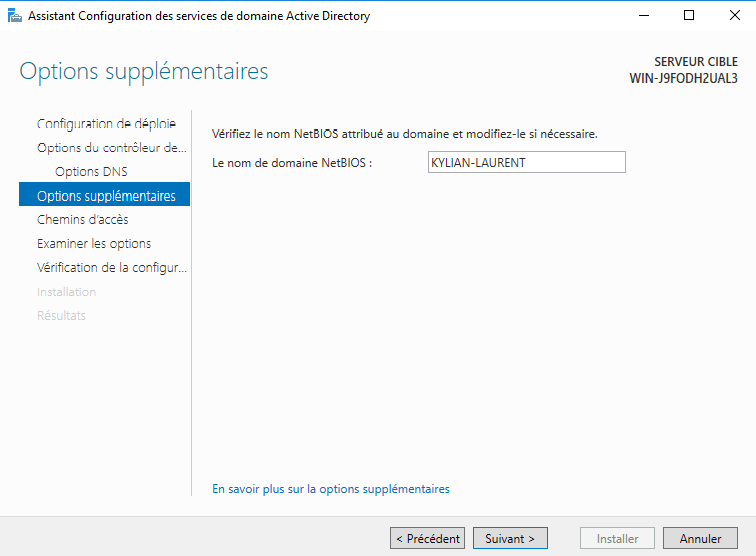 Assistant Configuration des services de domaine Active Directory
Options supplémentaires
SERVEUR CIBLE
WIN-J9FODH2UAL3
Configuration de déploie
Options du contrôleur de...
Options DNS
Options supplémentaires
Chemins d'accès
Examiner les options
Vérification de la configur...
Installation
Résultats
Vérifiez le nom NetBIOS attribué au domaine et modifiez-le si nécessaire.
Le nom de domaine NetBIOS :
KYLIAN-LAURENT
En savoir plus sur la options supplémentaires
< Précédent
Suivant >
Installer
Annuler